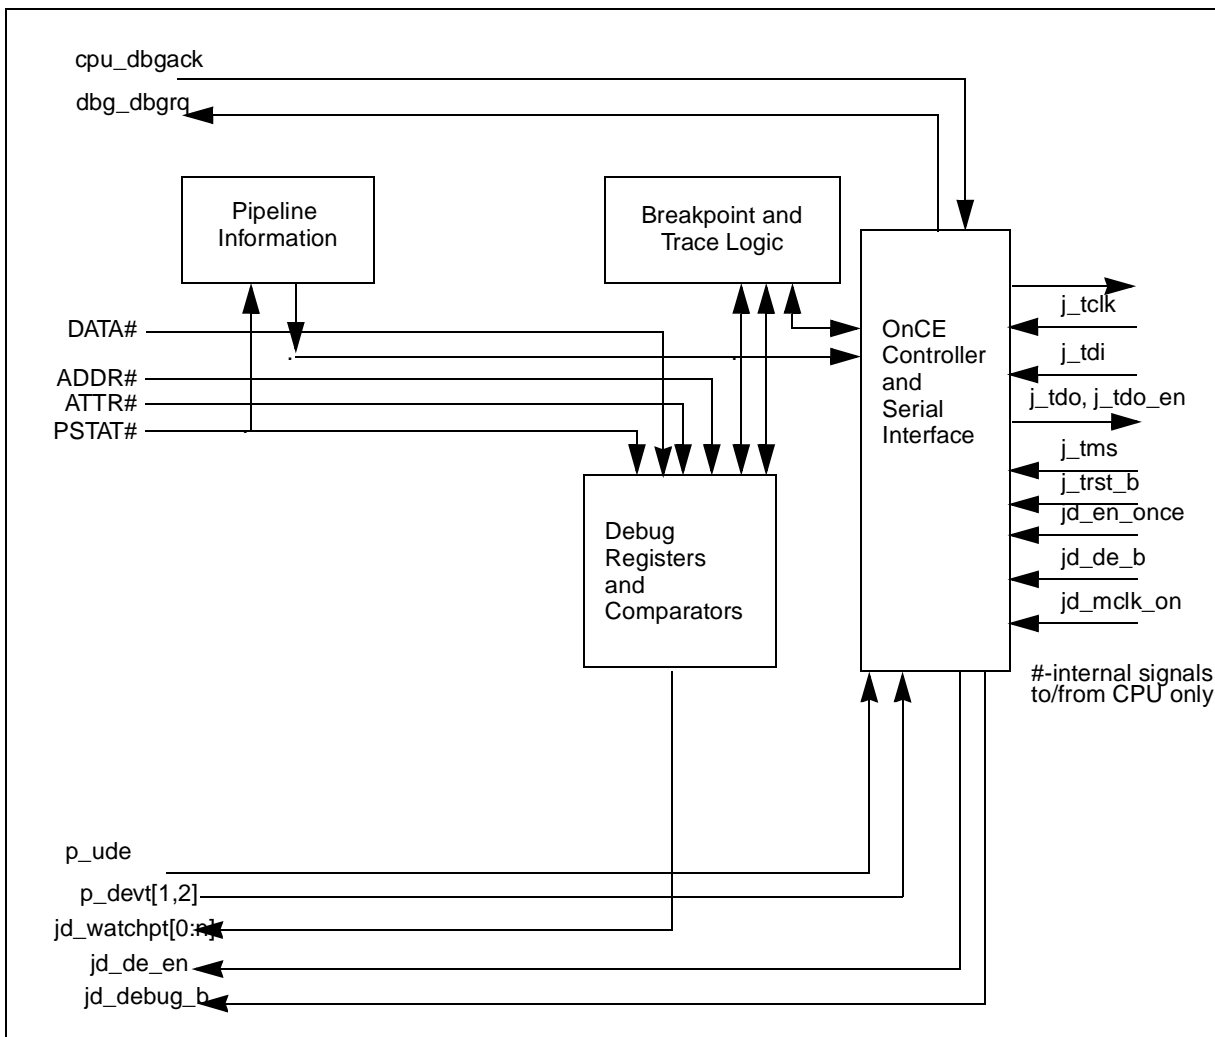 cpu_dbgack
dbg_dbgrq
Pipeline
Information
Breakpoint and
Trace Logic
DATA#
ADDR#
ATTR#
PSTAT#
OnCE
Controller
and
Serial
Interface
j_tclk
j_tdi
j_tdo, j_tdo_en
j_tms
j_trst_b
jd_en_once
jd_de_b
jd_mclk_on
Debug
Registers
and
Comparators
#-internal signals
to/from CPU only
p_ude
p_devt[1,2]
jd_watchpt[0:n]
jd_de_en
jd_debug_b